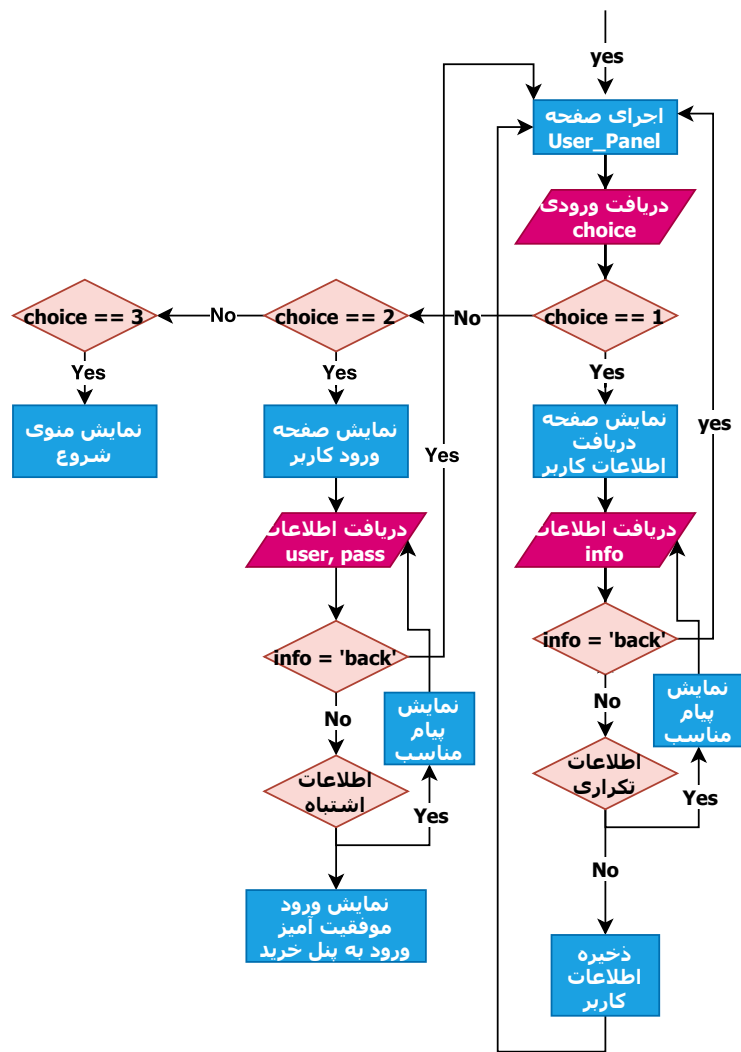 yes
اجرای صفحه
User_Panel
دریافت ورودی
choice
choice == 3
No
choice == 2
No
choice == 1
Yes
Yes
Yes
نمایش منوی
شروع
نمایش صفحه
ورود کاربر
نمایش صفحه
دریافت
اطلاعات کاربر
Yes
yes
دریافت اطلاعات
user, pass
دریافت اطلاعات
info
info = 'back'
info = 'back'
No
نمایش
پیام
مناسب
No
نمایش
پیام
مناسب
اطلاعات
اشتباه
Yes
اطلاعات
تکراری
Yes
No
نمایش ورود
موفقیت آمیز
ورود به پنل خرید
ذخیره
اطلاعات
کاربر